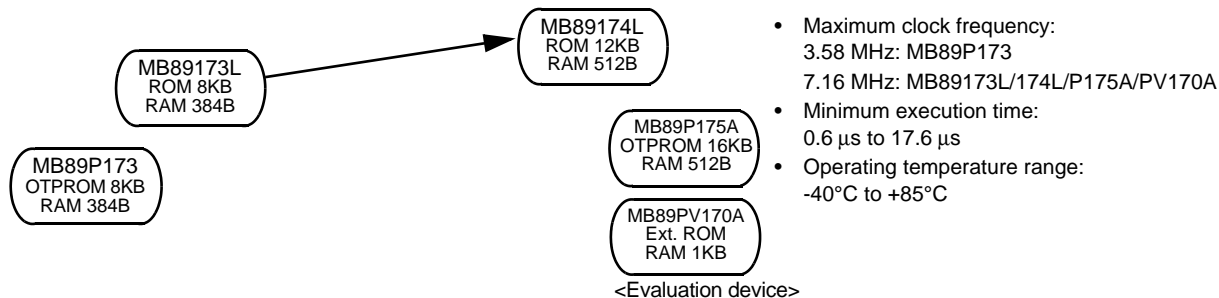 MB89173L
ROM 8KB
RAM 384B
MB89P173
OTPROM 8KB
RAM 384B
MB89174L
ROM 12KB
RAM 512B
MB89P175A
OTPROM 16KB
RAM 512B
MB89PV170A
Ext. ROM
RAM 1KB
<Evaluation device>
• Maximum clock frequency:
3.58 MHz: MB89P173
7.16 MHz: MB89173L/174L/P175A/PV170A
• Minimum execution time:
0.6 μs to 17.6 μs
• Operating temperature range:
-40°C to +85°C